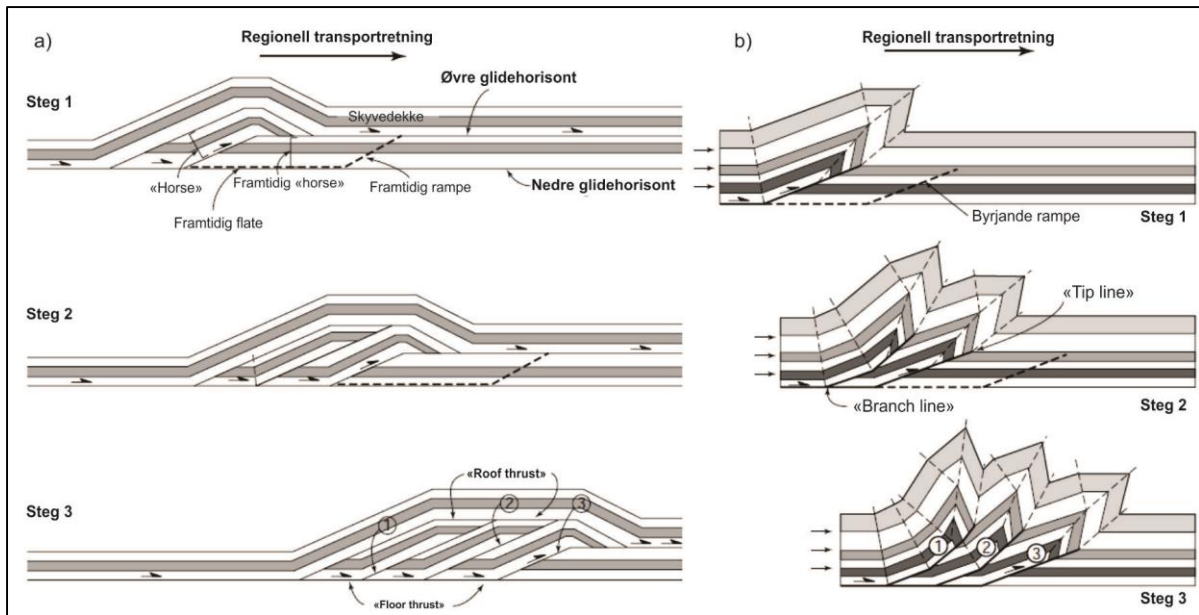 a)
Regionell transportretning
Øvre glidehorisont
Steg 1
Skyvedekke
«Horse»
Framtidig «horse»
Framtidig rampe
Nedre glidehorisont
Framtidig flate
Steg 2
«Roof thrust»
Steg 3
1
2
3
«Floor thrust»
b)
Regionell transportretning
Byrjande rampe
Steg 1
«Tip line»
«Branch line»
Steg 2
1
2
3
Steg 3